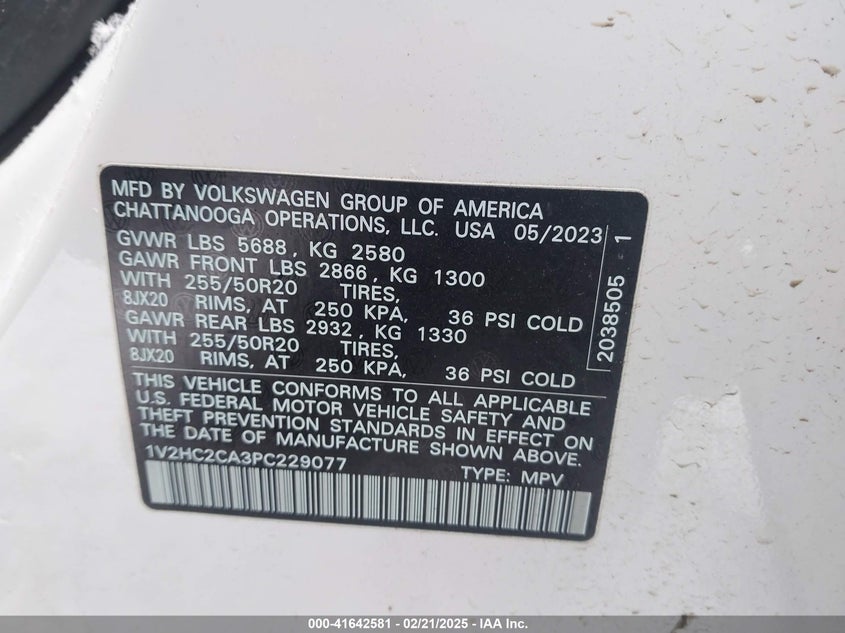 MFD BY VOLKSWAGEN GROUP OF AMERICA
CHATTANOOGA OPERATIONS, LLC. USA 05/2023
GVWR LBS 5688, KG 2580
GAWR FRONT LBS 2866, KG 1300
WITH 255/50R20 TIRES,
8JX20 RIMS, AT 250 KPA, 36 PSI COLD
GAWR REAR LBS 2932, KG 1330
WITH 255/50R20 TIRES,
8JX20 RIMS, AT 250 KPA, 36 PSI COLD
2038505 1
THIS VEHICLE CONFORMS TO ALL APPLICABLE
U.S. FEDERAL MOTOR VEHICLE SAFETY AND
THEFT PREVENTION STANDARDS IN EFFECT ON
THE DATE OF MANUFACTURE SHOWN ABOVE.
1V2HC2CA3PC229077 TYPE: MPV
000-41642581 - 02/21/2025 - IAA Inc.